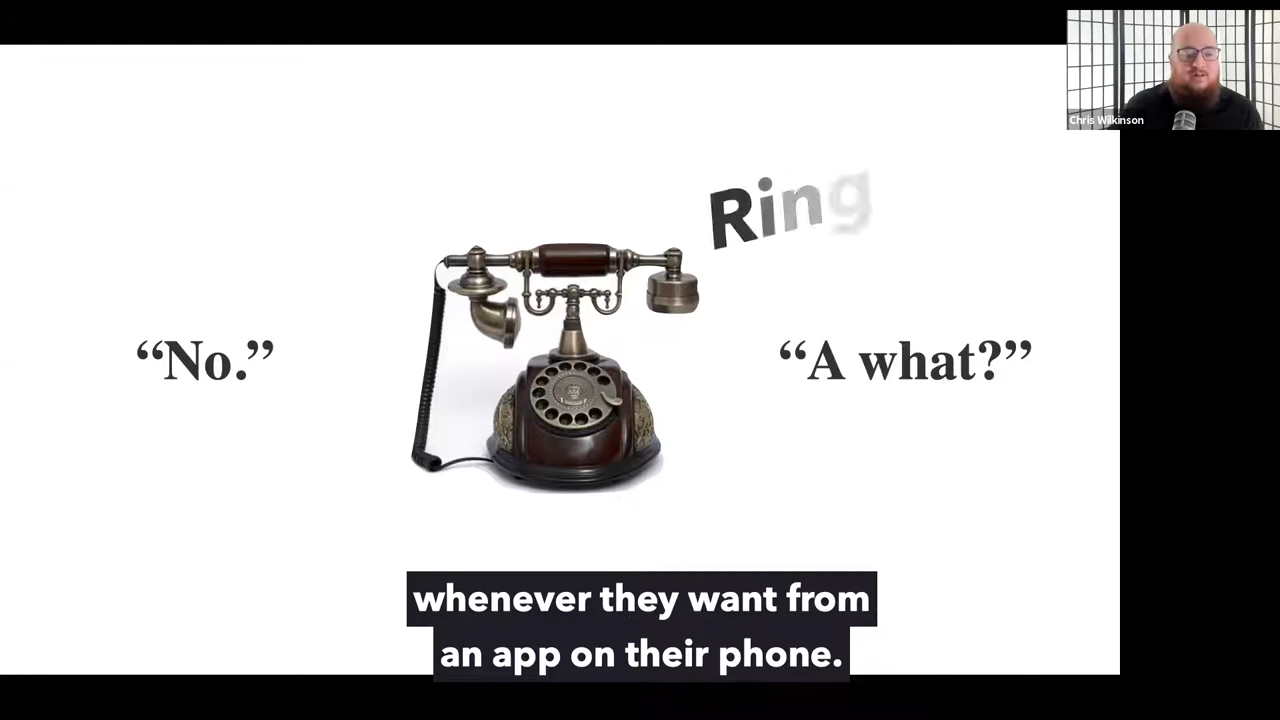 Chris Wilkinson
Ring
“No.”
“A what?”
whenever they want from
an app on their phone.